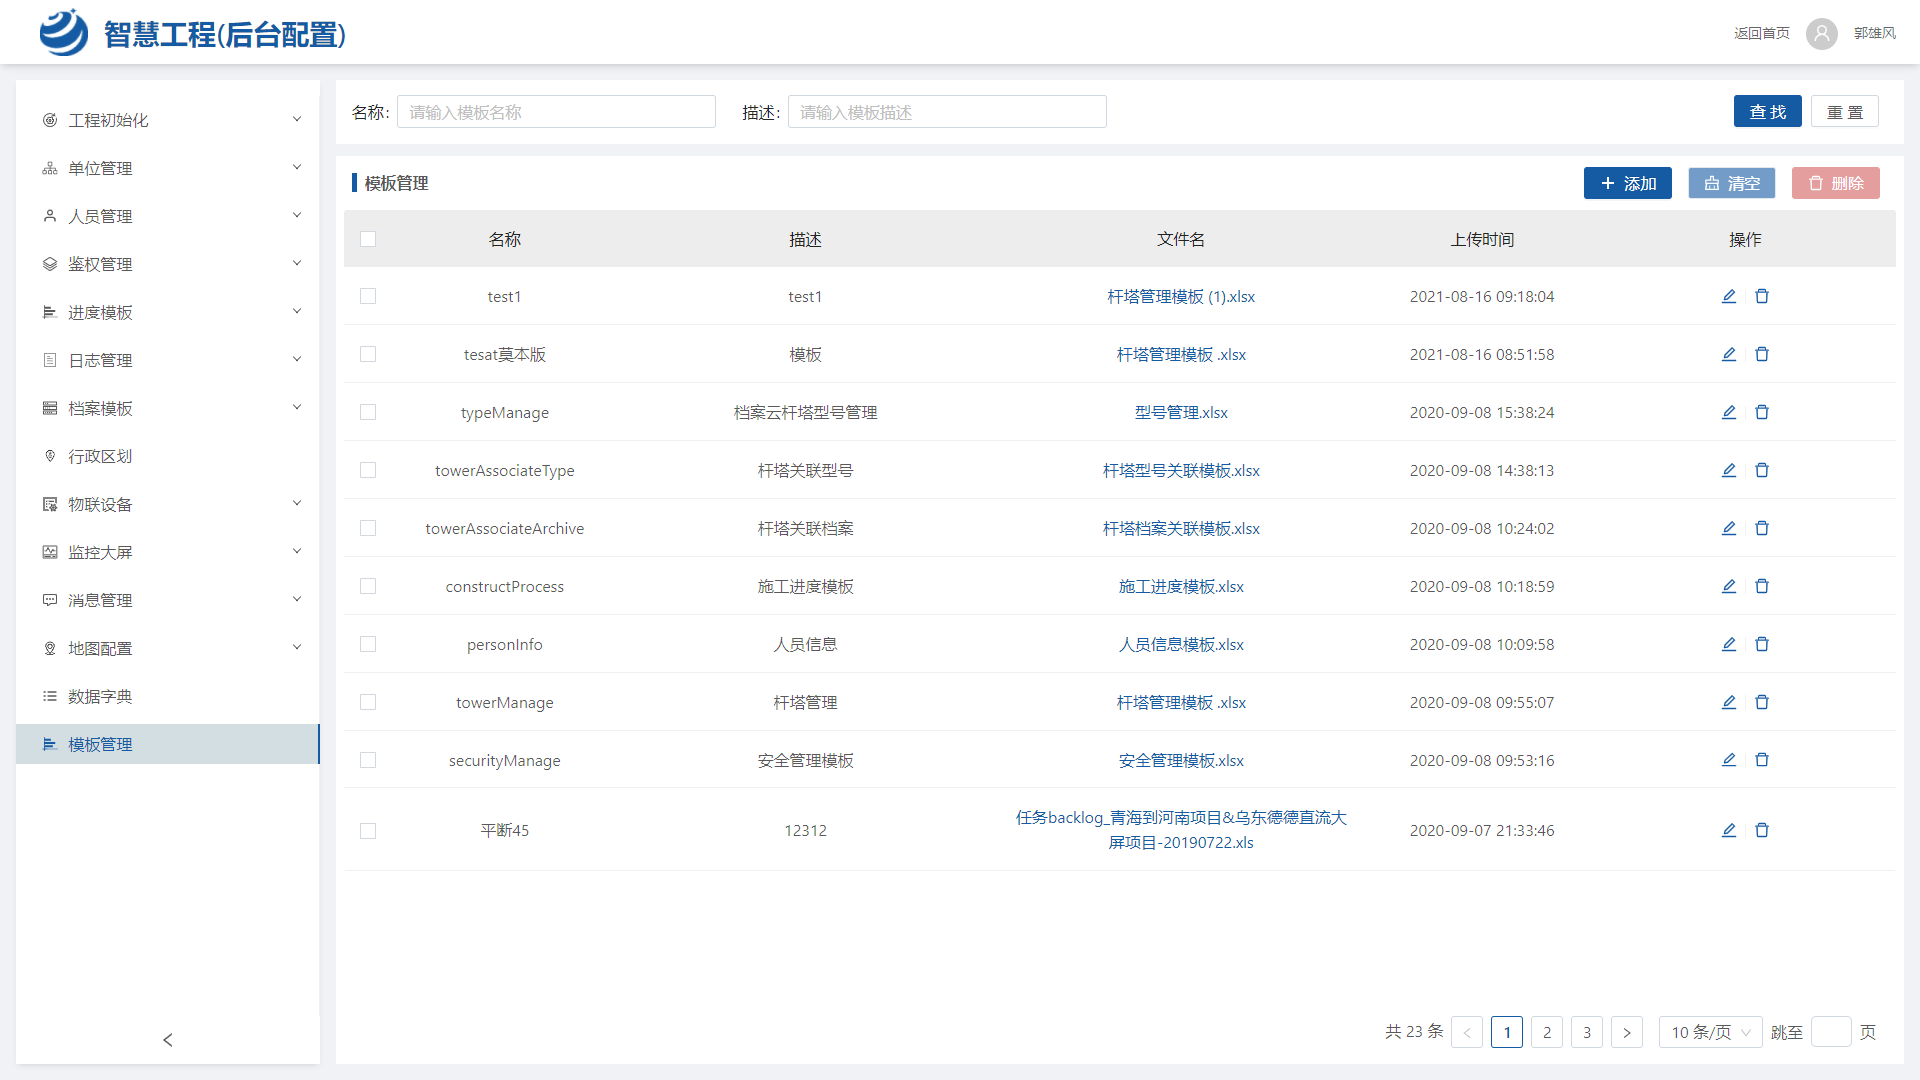 智慧工程(后台配置)
返回首页
郭雄风
工程初始化
单位管理
人员管理
鉴权管理
进度模板
日志管理
档案模板
行政区划
物联设备
监控大屏
消息管理
地图配置
数据字典
模板管理
名称: 请输入模板名称 描述: 请输入模板描述 查 找 重 置
模板管理 添加 清空 删除
名称 描述 文件名 上传时间 操作
test1 test1 杆塔管理模板 (1).xlsx 2021-08-16 09:18:04
tesat莫本版 模板 杆塔管理模板 .xlsx 2021-08-16 08:51:58
typeManage 档案云杆塔型号管理 型号管理.xlsx 2020-09-08 15:38:24
towerAssociateType 杆塔关联型号 杆塔型号关联模板.xlsx 2020-09-08 14:38:13
towerAssociateArchive 杆塔关联档案 杆塔档案关联模板.xlsx 2020-09-08 10:24:02
constructProcess 施工进度模板 施工进度模板.xlsx 2020-09-08 10:18:59
personInfo 人员信息 人员信息模板.xlsx 2020-09-08 10:09:58
towerManage 杆塔管理 杆塔管理模板 .xlsx 2020-09-08 09:55:07
securityManage 安全管理模板 安全管理模板.xlsx 2020-09-08 09:53:16
平断45 12312 任务backlog_青海到河南项目&乌东德德直流大
屏项目-20190722.xls 2020-09-07 21:33:46
共 23 条 1 2 3 10 条/页 跳至 页